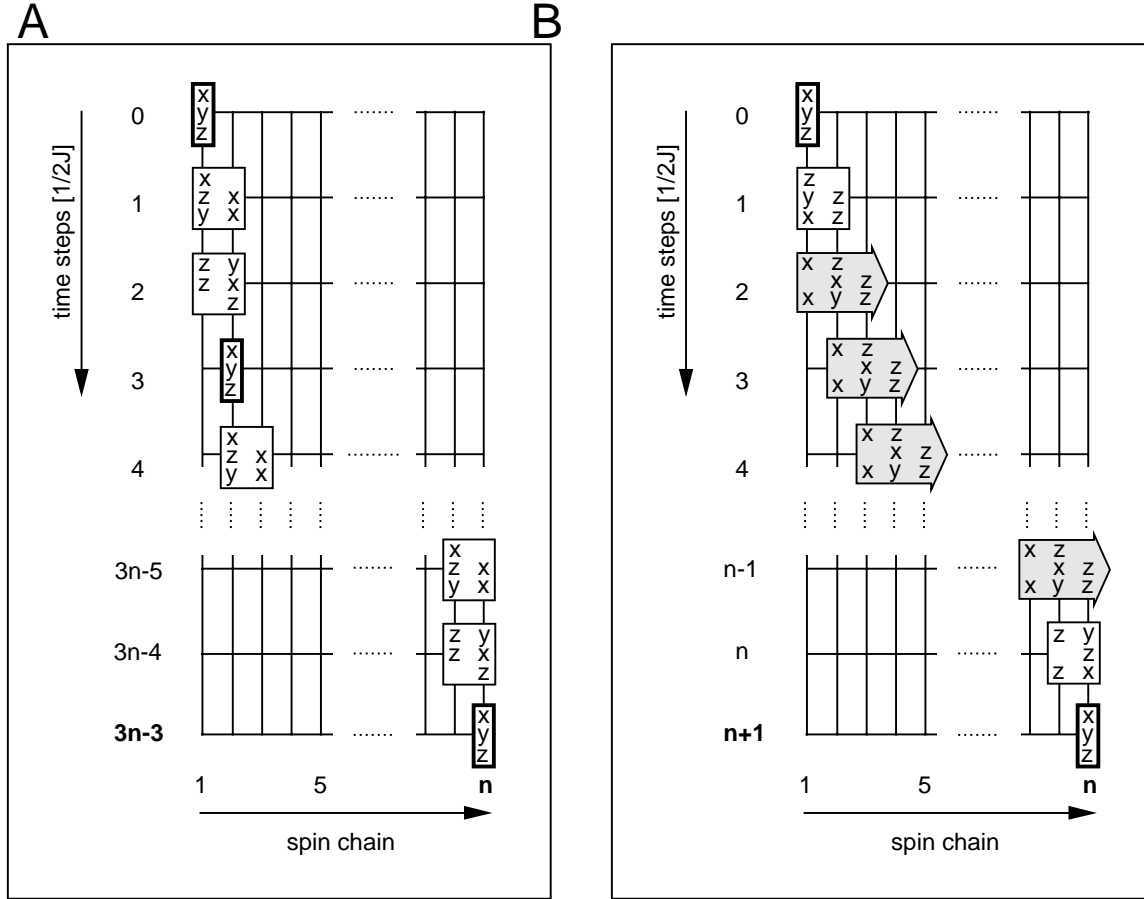 A
time steps [1/2J]
0
x
y
z
1
x
z x
y x
2
z y
z x
z
3
x
y
z
4
x
z x
y x
3n-5
x
z x
y x
3n-4
z y
z x
z
3n-3
x
y
z
1 5 n
spin chain
B
time steps [1/2J]
0
x
y
z
1
z
y z
x z
2
x z
x z
x y z
3
x z
x z
x y z
4
x z
x z
x y z
n-1
x z
x z
x y z
n
z y
z
z x
n+1
x
y
z
1 5 n
spin chain